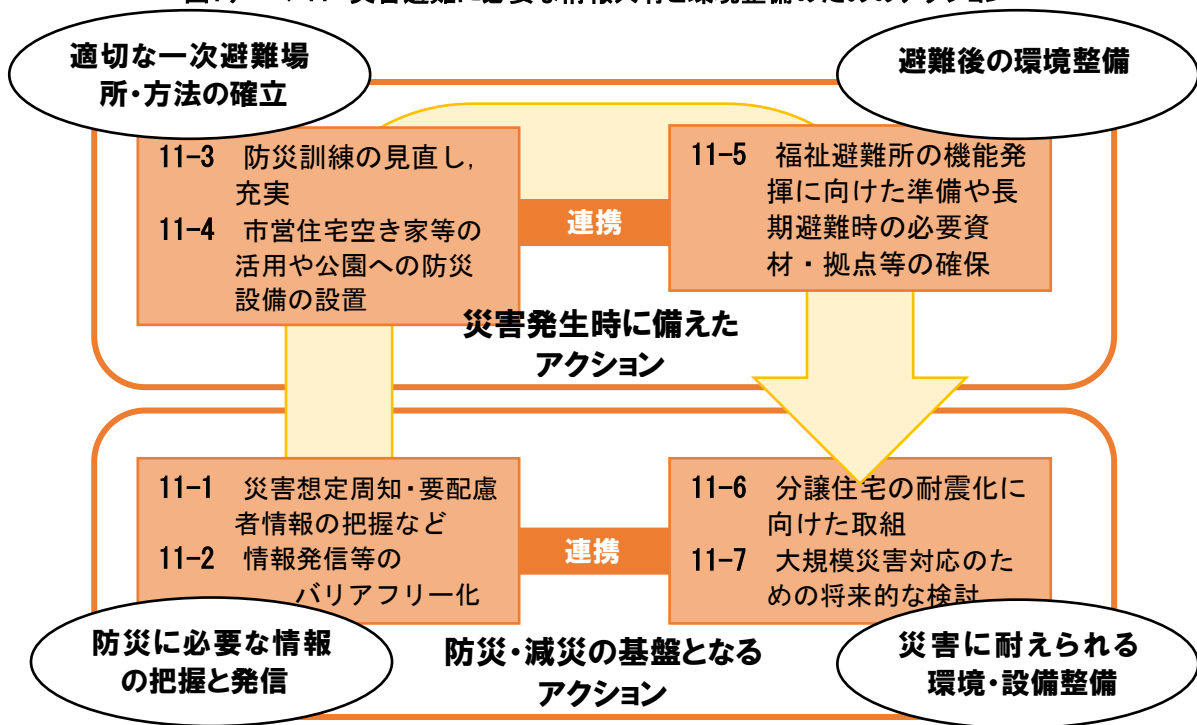 適切な一次避難場
所・方法の確立
避難後の環境整備
11-3 防災訓練の見直し,
充実
11-4 市営住宅空き家等の
活用や公園への防災
設備の設置
連携
11-5 福祉避難所の機能発
揮に向けた準備や長
期避難時の必要資
材・拠点等の確保
災害発生時に備えた
アクション
11-1 災害想定周知・要配慮
者情報の把握など
11-2 情報発信等の
バリアフリー化
連携
11-6 分譲住宅の耐震化に
向けた取組
11-7 大規模災害対応のた
めの将来的な検討
防災に必要な情報
の把握と発信
防災・減災の基盤となる
アクション
災害に耐えられる
環境・設備整備